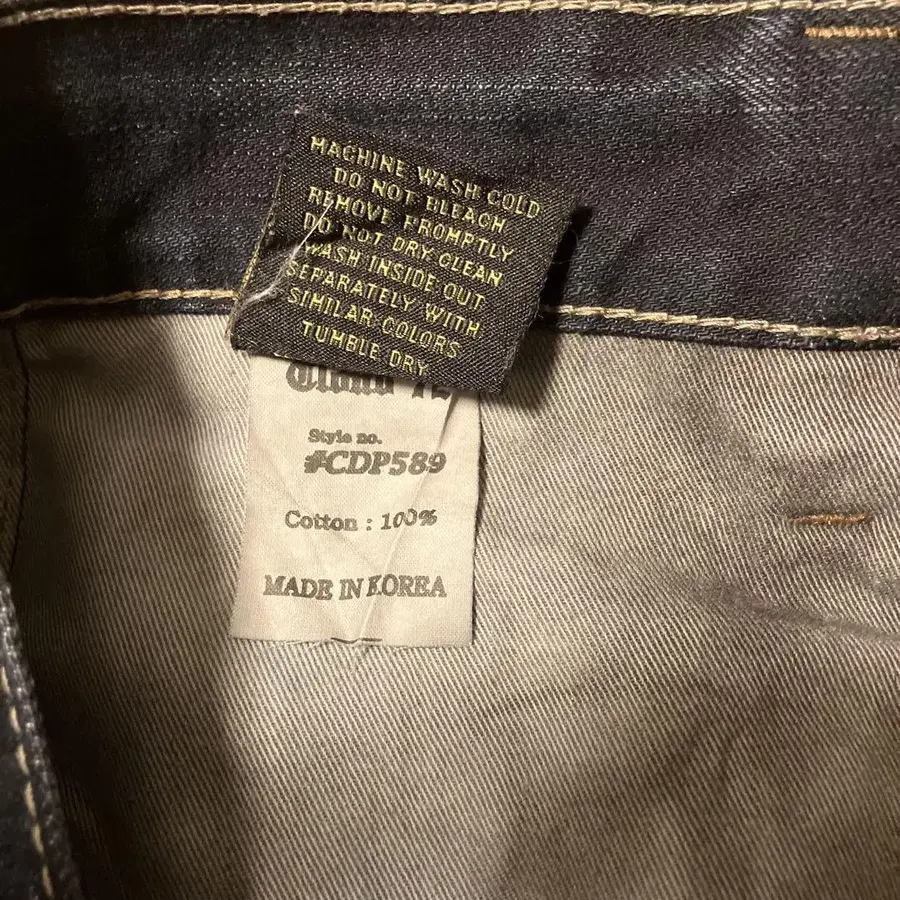 MACHINE WASH COLD
DO NOT BLEACH
REMOVE PROMPTLY
DO NOT DRY CLEAN
WASH INSIDE OUT
SEPARATELY WITH
SIMILAR COLORS
TUMBLE DRY
Style no.
#CDP589
Cotton : 100%
MADE IN KOREA